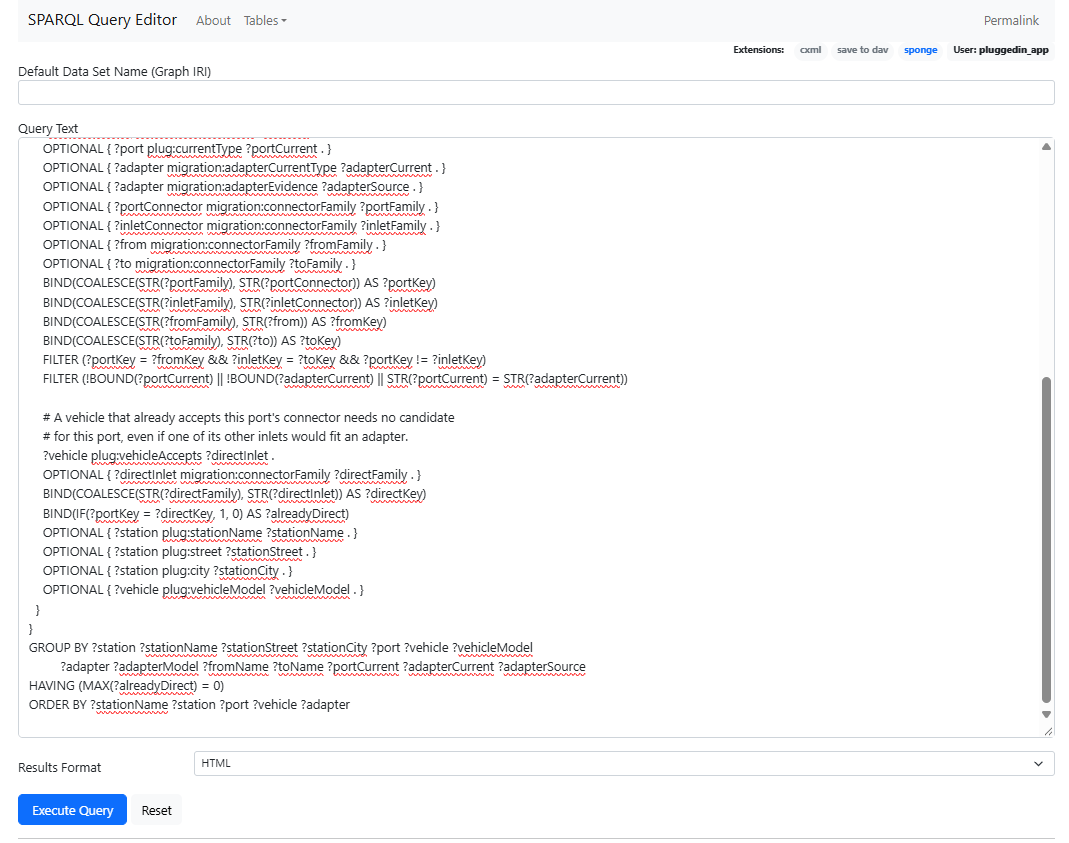 SPARQL Query Editor About Tables Permalink
Extensions: cxml save to dav sponge User: pluggedin_app
Default Data Set Name (Graph IRI)
Query Text
OPTIONAL { ?port plug:currentType ?portCurrent . }
OPTIONAL { ?adapter migration:adapterCurrentType ?adapterCurrent . }
OPTIONAL { ?adapter migration:adapterEvidence ?adapterSource . }
OPTIONAL { ?portConnector migration:connectorFamily ?portFamily . }
OPTIONAL { ?inletConnector migration:connectorFamily ?inletFamily . }
OPTIONAL { ?from migration:connectorFamily ?fromFamily . }
OPTIONAL { ?to migration:connectorFamily ?toFamily . }
BIND(COALESCE(STR(?portFamily), STR(?portConnector)) AS ?portKey)
BIND(COALESCE(STR(?inletFamily), STR(?inletConnector)) AS ?inletKey)
BIND(COALESCE(STR(?fromFamily), STR(?from)) AS ?fromKey)
BIND(COALESCE(STR(?toFamily), STR(?to)) AS ?toKey)
FILTER (?portKey = ?fromKey && ?inletKey = ?toKey && ?portKey != ?inletKey)
FILTER (!BOUND(?portCurrent) || !BOUND(?adapterCurrent) || STR(?portCurrent) = STR(?adapterCurrent))
# A vehicle that already accepts this port's connector needs no candidate
# for this port, even if one of its other inlets would fit an adapter.
?vehicle plug:vehicleAccepts ?directInlet .
OPTIONAL { ?directInlet migration:connectorFamily ?directFamily . }
BIND(COALESCE(STR(?directFamily), STR(?directInlet)) AS ?directKey)
BIND(IF(?portKey = ?directKey, 1, 0) AS ?alreadyDirect)
OPTIONAL { ?station plug:stationName ?stationName . }
OPTIONAL { ?station plug:street ?stationStreet . }
OPTIONAL { ?station plug:city ?stationCity . }
OPTIONAL { ?vehicle plug:vehicleModel ?vehicleModel . }
}
}
GROUP BY ?station ?stationName ?stationStreet ?stationCity ?port ?vehicle ?vehicleModel
?adapter ?adapterModel ?fromName ?toName ?portCurrent ?adapterCurrent ?adapterSource
HAVING (MAX(?alreadyDirect) = 0)
ORDER BY ?stationName ?station ?port ?vehicle ?adapter
Results Format HTML
Execute Query Reset